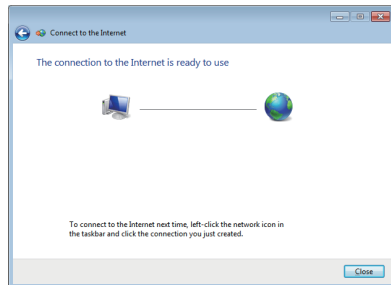 Connect to the Internet
The connection to the Internet is ready to use
To connect to the Internet next time, left-click the network icon in
the taskbar and click the connection you just created.
Close